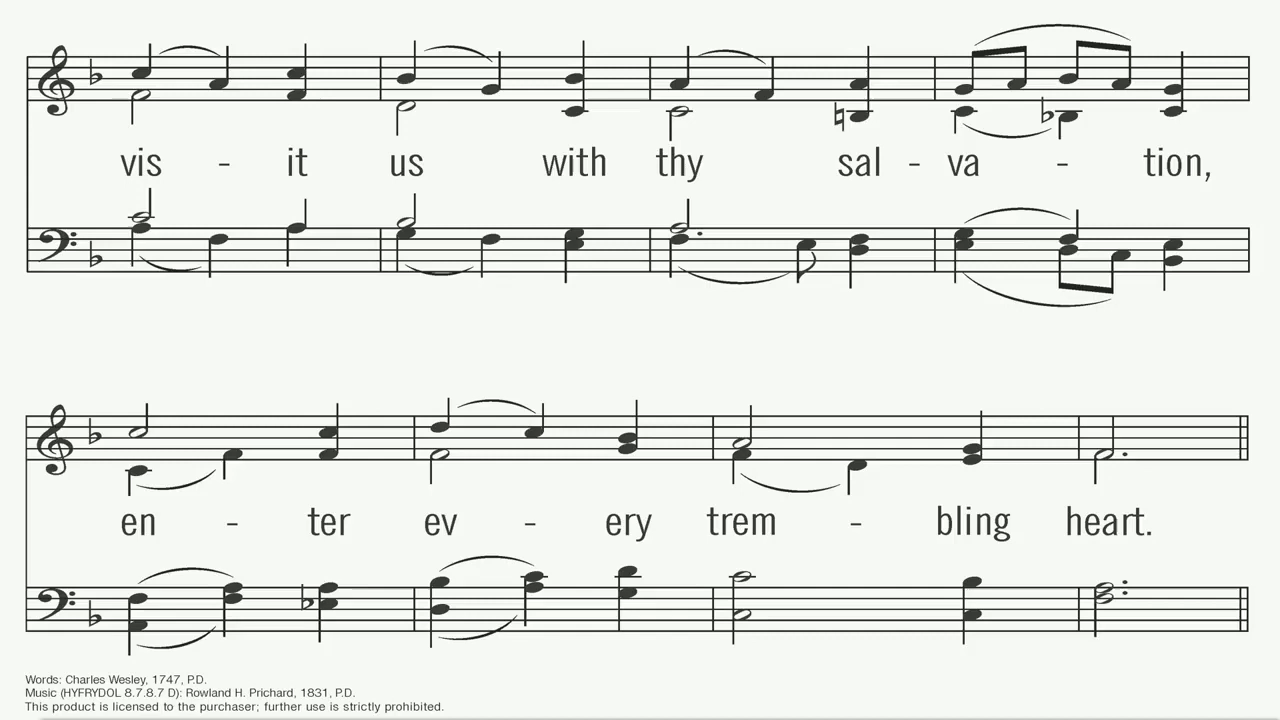 vis - it us with thy sal - va - tion,
en - ter ev - ery trem - bling heart.
Words: Charles Wesley, 1747, P.D.
Music (HYFRYDOL 8.7.8.7 D): Rowland H. Prichard, 1831, P.D.
This product is licensed to the purchaser; further use is strictly prohibited.